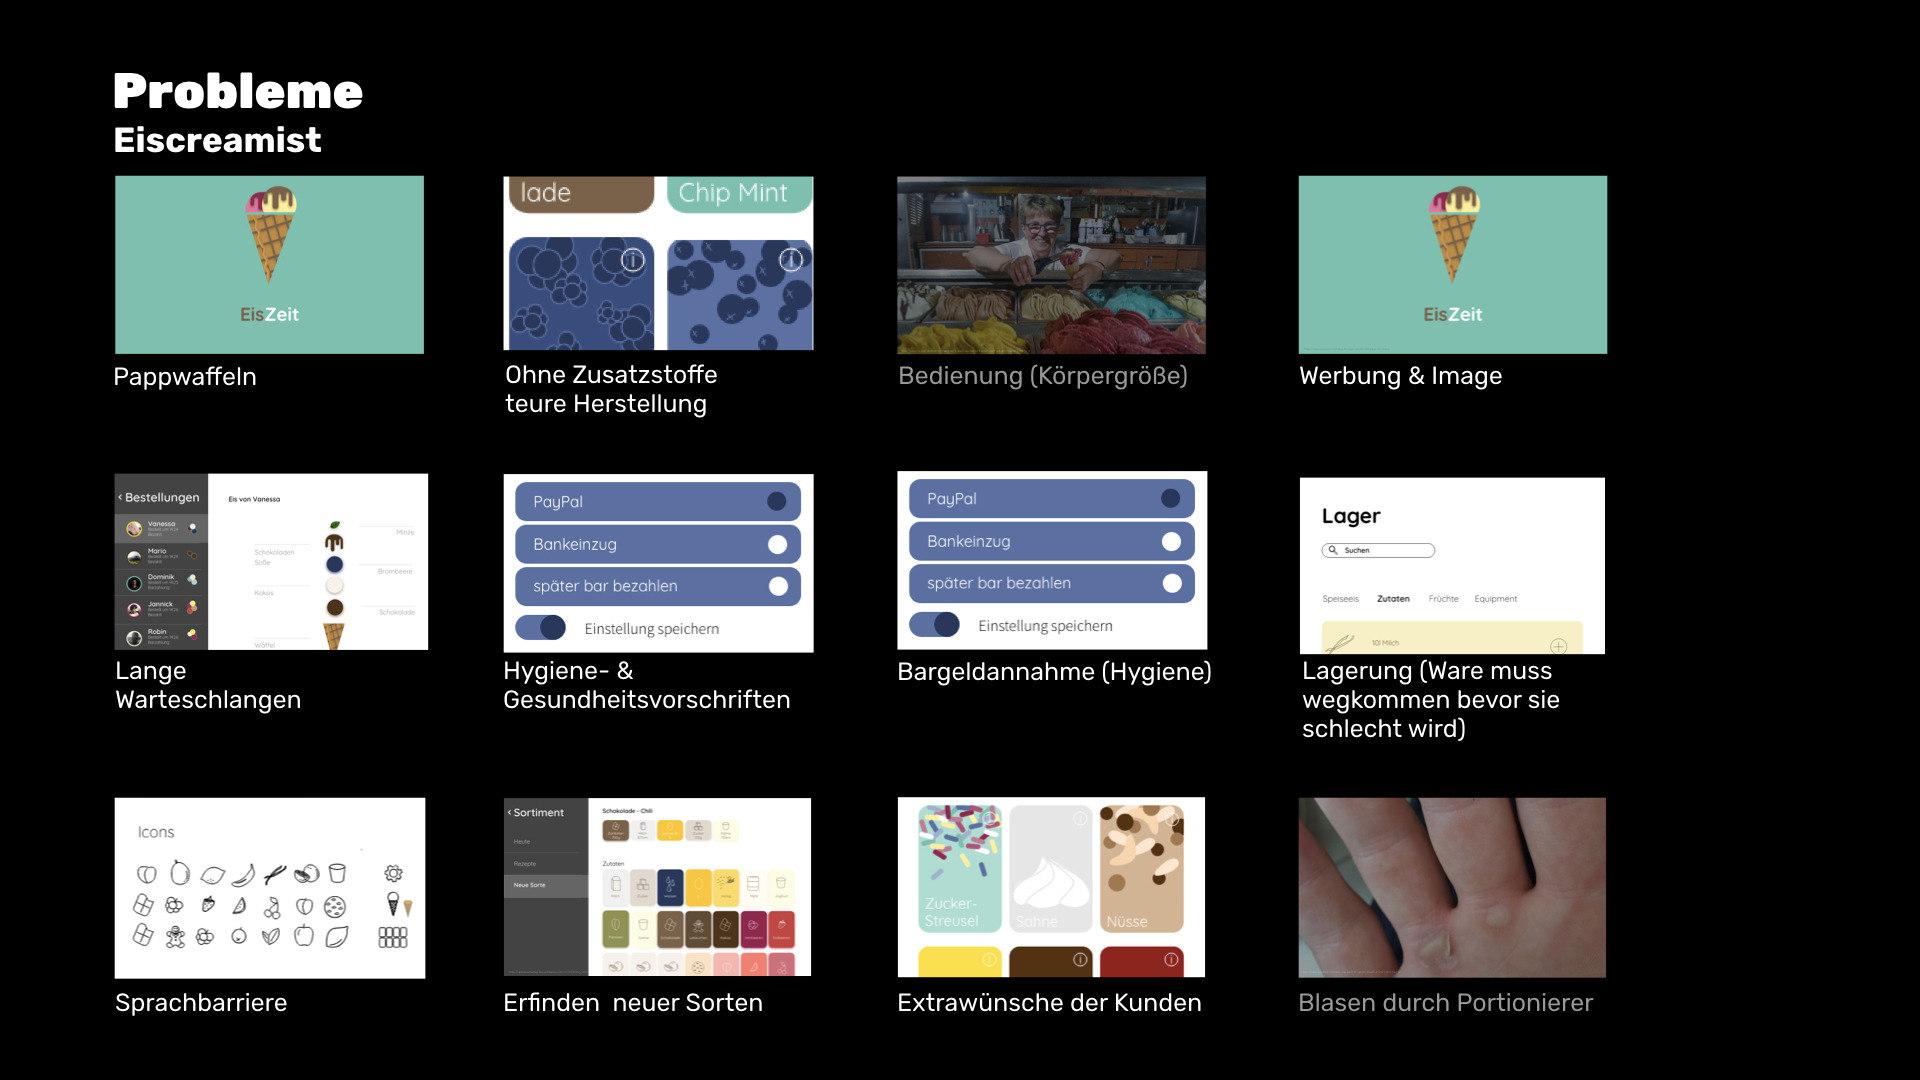 Probleme
Eiscreamist
EisZeit
Pappwaffeln
lade
Chip Mint
Ohne Zusatzstoffe
teure Herstellung
Bedienung (Körpergröße)
EisZeit
Werbung & Image
< Bestellungen
Vanessa
Mario
Dominik
Jannick
Robin
Eis von Vanessa
Minze
Schokoladen
Soße
Brombeere
Kokos
Schokolade
Waffel
Lange
Warteschlangen
PayPal
Bankeinzug
später bar bezahlen
Einstellung speichern
Hygiene- &
Gesundheitsvorschriften
PayPal
Bankeinzug
später bar bezahlen
Einstellung speichern
Bargeldannahme (Hygiene)
Lager
Suchen
Speiseeis Zutaten Früchte Equipment
10l Milch
Lagerung (Ware muss
wegkommen bevor sie
schlecht wird)
Icons
Sprachbarriere
< Sortiment
Heute
Rezepte
Neue Sorte
Schokolade - Chili
Zutaten
Erfinden neuer Sorten
Zucker-
Streusel
Sahne
Nüsse
Extrawünsche der Kunden
Blasen durch Portionierer